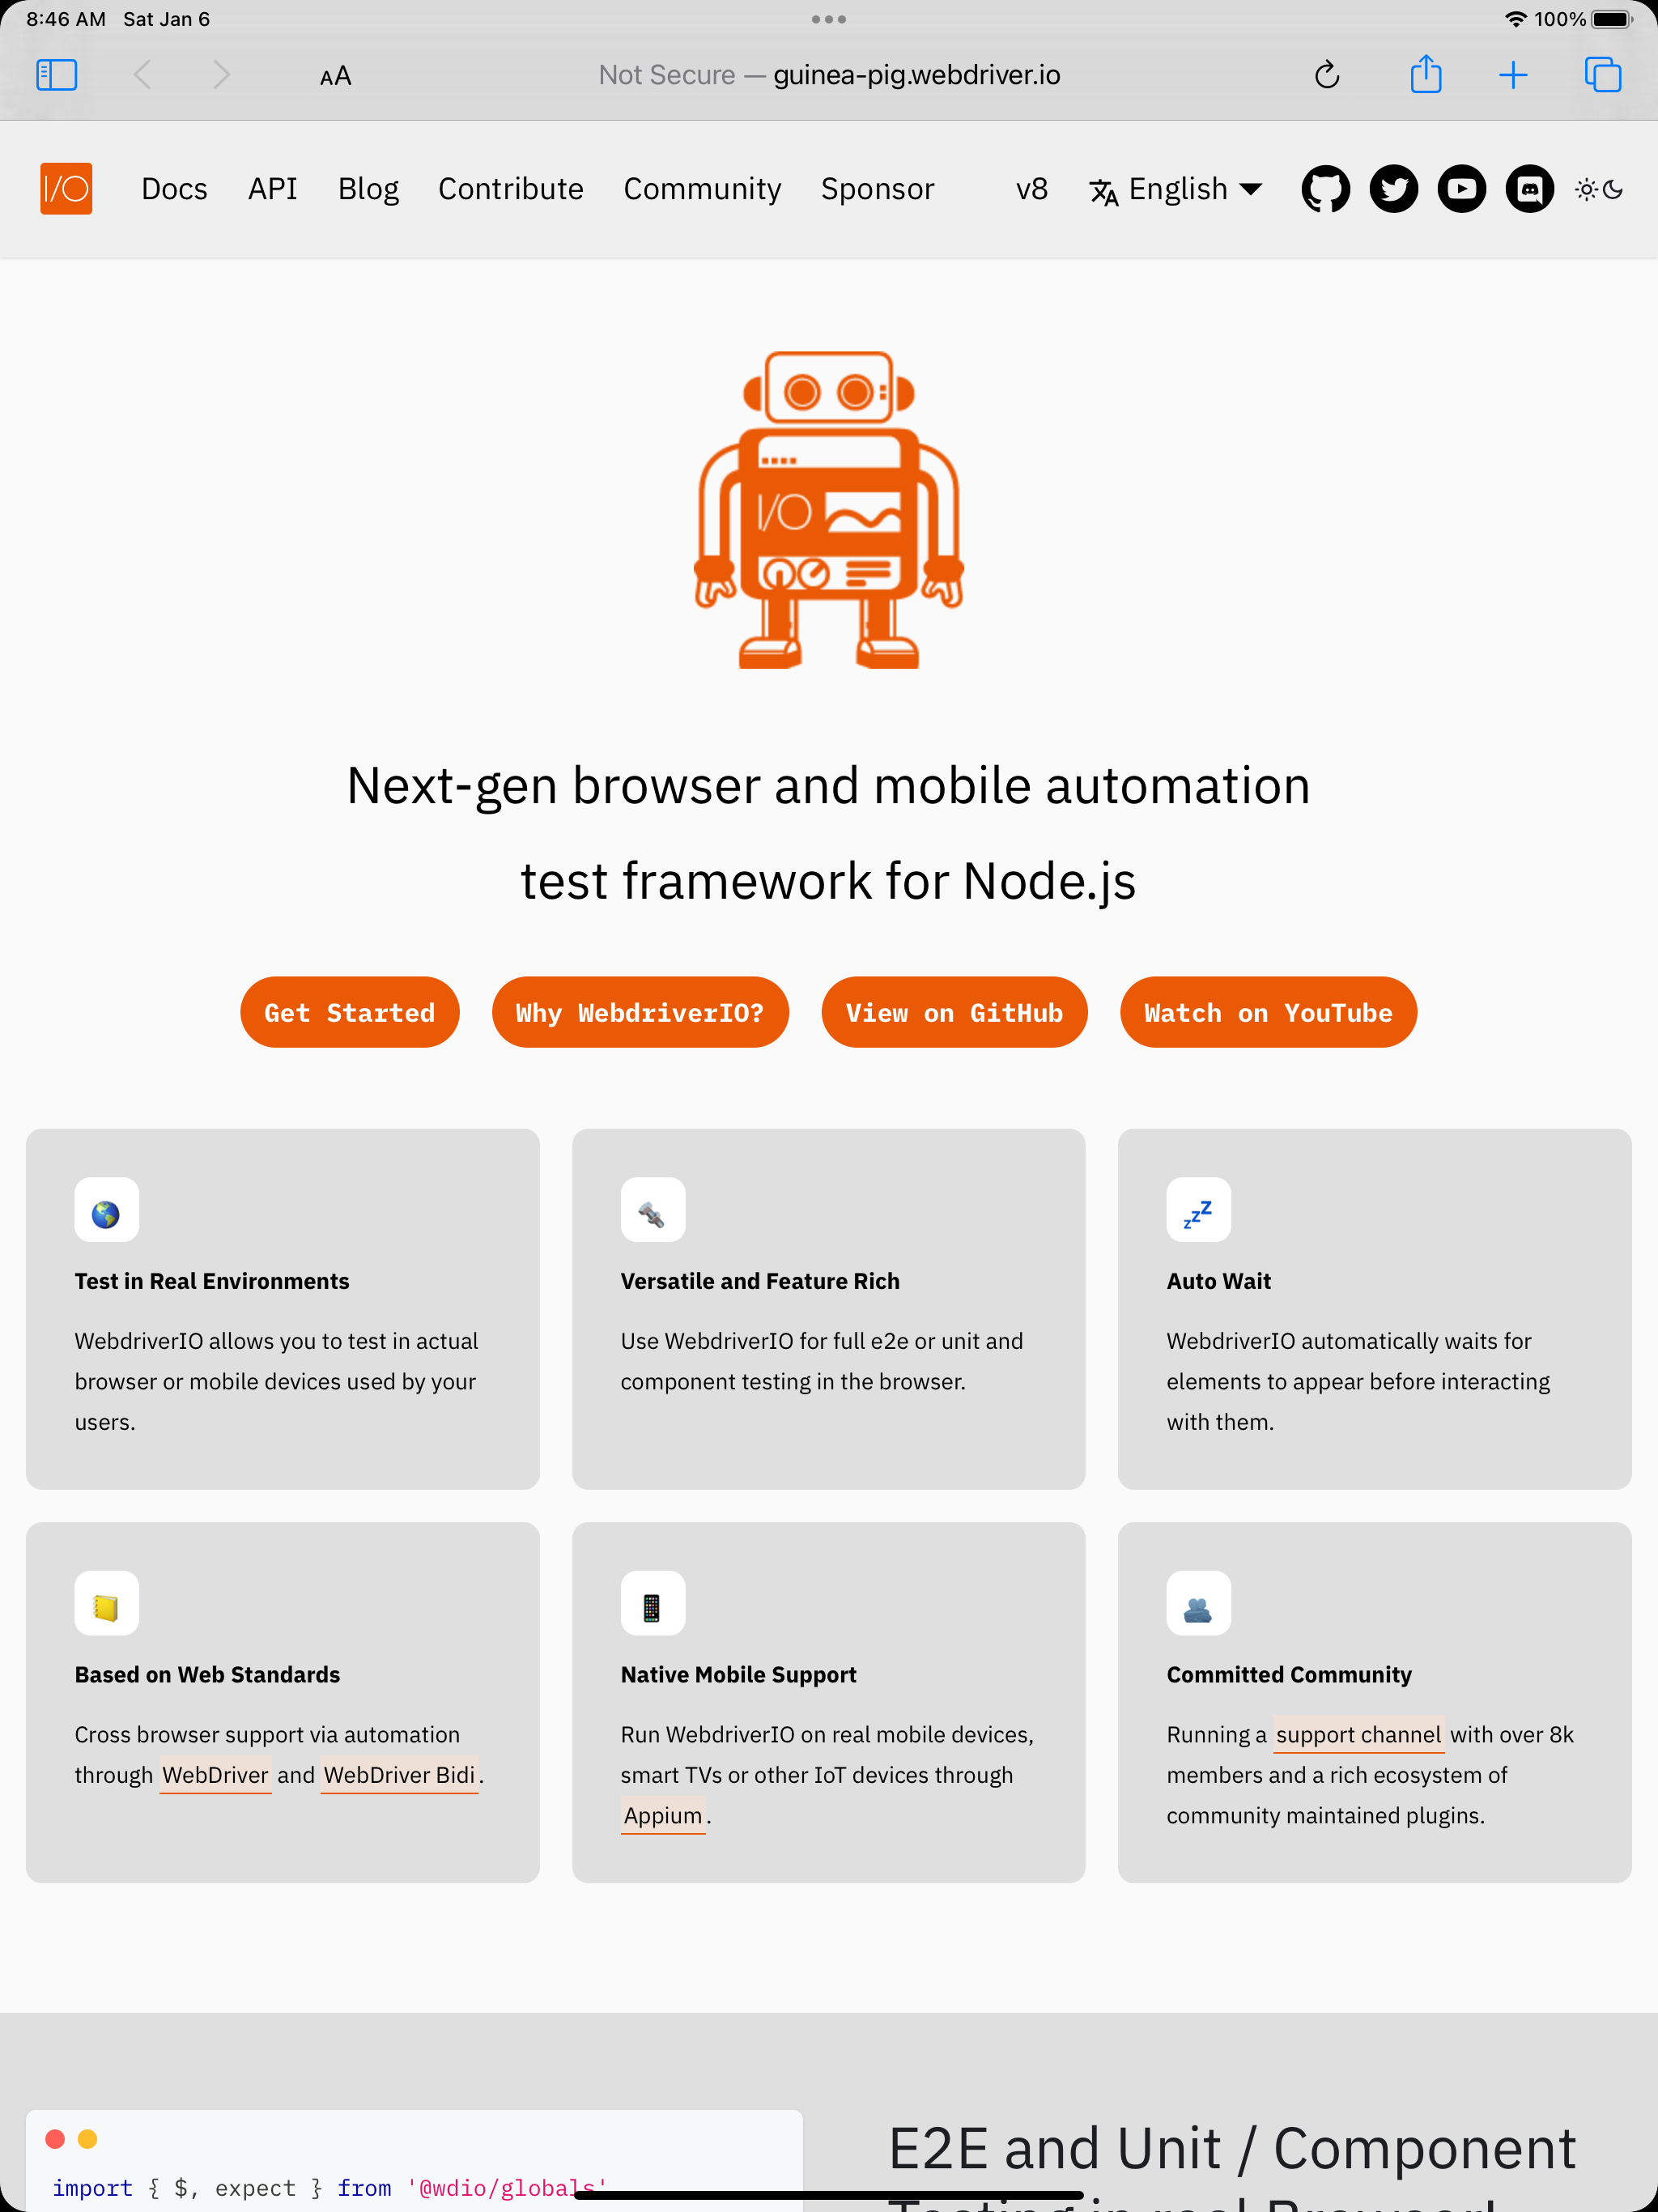 8:46 AM Sat Jan 6
100%
AA
Not Secure — guinea-pig.webdriver.io
I/O
Docs API Blog Contribute Community Sponsor v8 English
I/O
Next-gen browser and mobile automation
test framework for Node.js
Get Started Why WebdriverIO? View on GitHub Watch on YouTube
Test in Real Environments
WebdriverIO allows you to test in actual
browser or mobile devices used by your
users.
Versatile and Feature Rich
Use WebdriverIO for full e2e or unit and
component testing in the browser.
zzZ
Auto Wait
WebdriverIO automatically waits for
elements to appear before interacting
with them.
Based on Web Standards
Cross browser support via automation
through WebDriver and WebDriver Bidi.
Native Mobile Support
Run WebdriverIO on real mobile devices,
smart TVs or other IoT devices through
Appium.
Committed Community
Running a support channel with over 8k
members and a rich ecosystem of
community maintained plugins.
import { $, expect } from '@wdio/globals'
E2E and Unit / Component
Testing in real Browser!